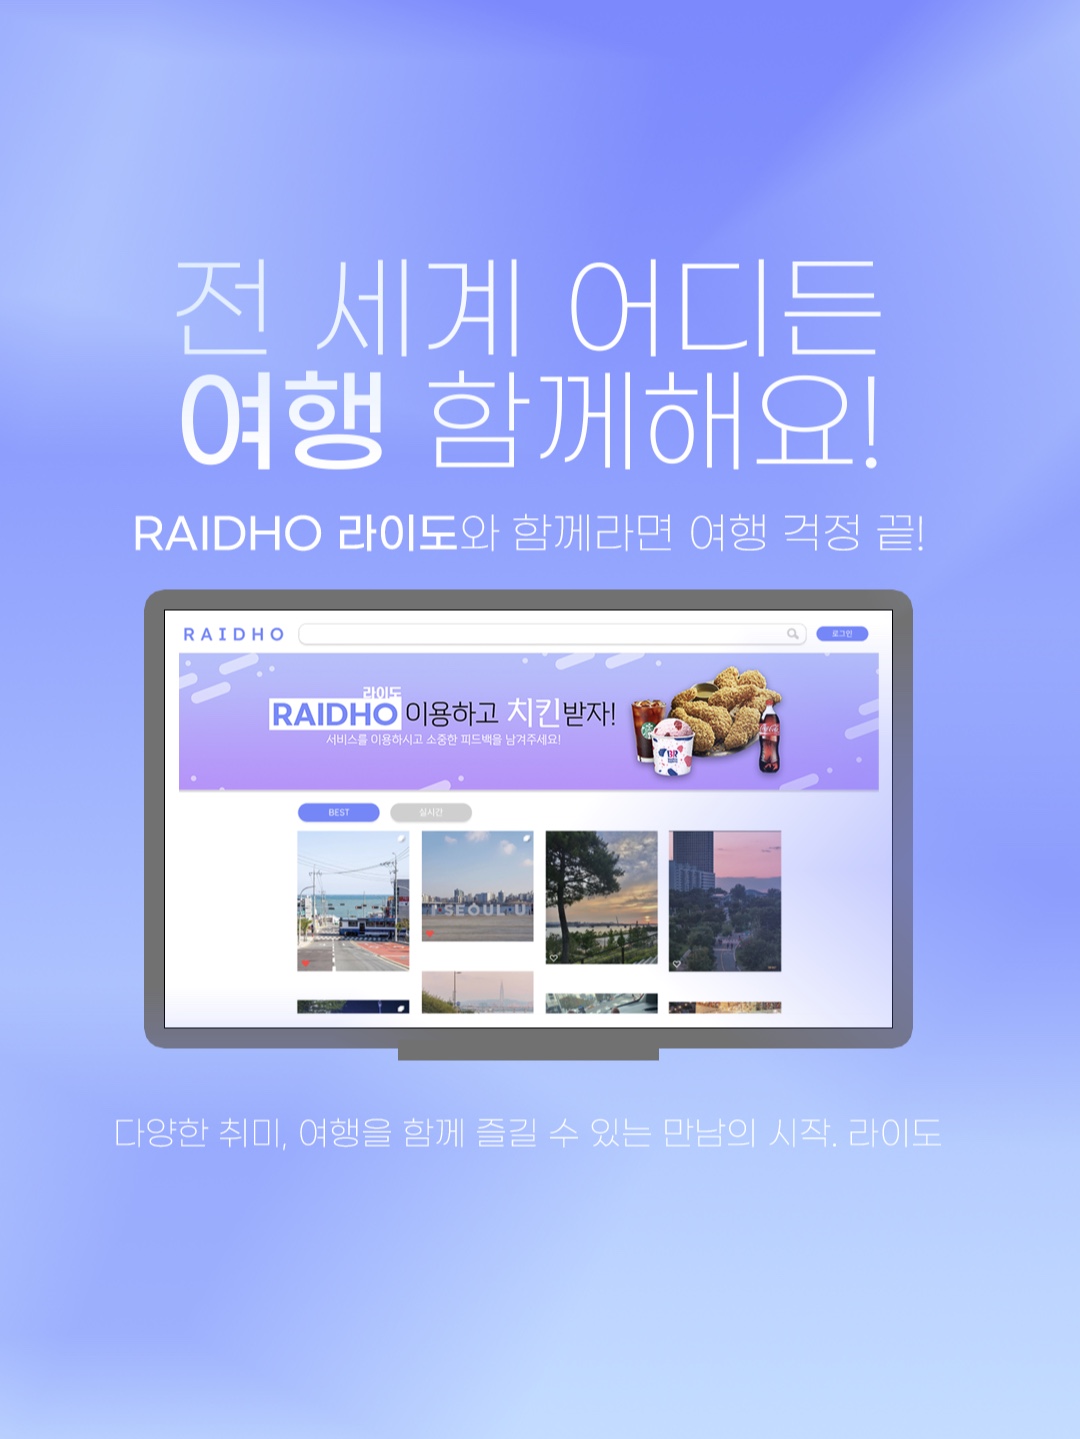 전 세계 어디든
여행 함께해요!
RAIDHO 라이도와 함께라면 여행 걱정 끝!
RAIDHO
로그인
라이도
RAIDHO 이용하고 치킨받자!
서비스를 이용하시고 소중한 피드백을 남겨주세요!
BR
Coca-Cola
BEST
실시간
I SEOUL U
다양한 취미, 여행을 함께 즐길 수 있는 만남의 시작. 라이도